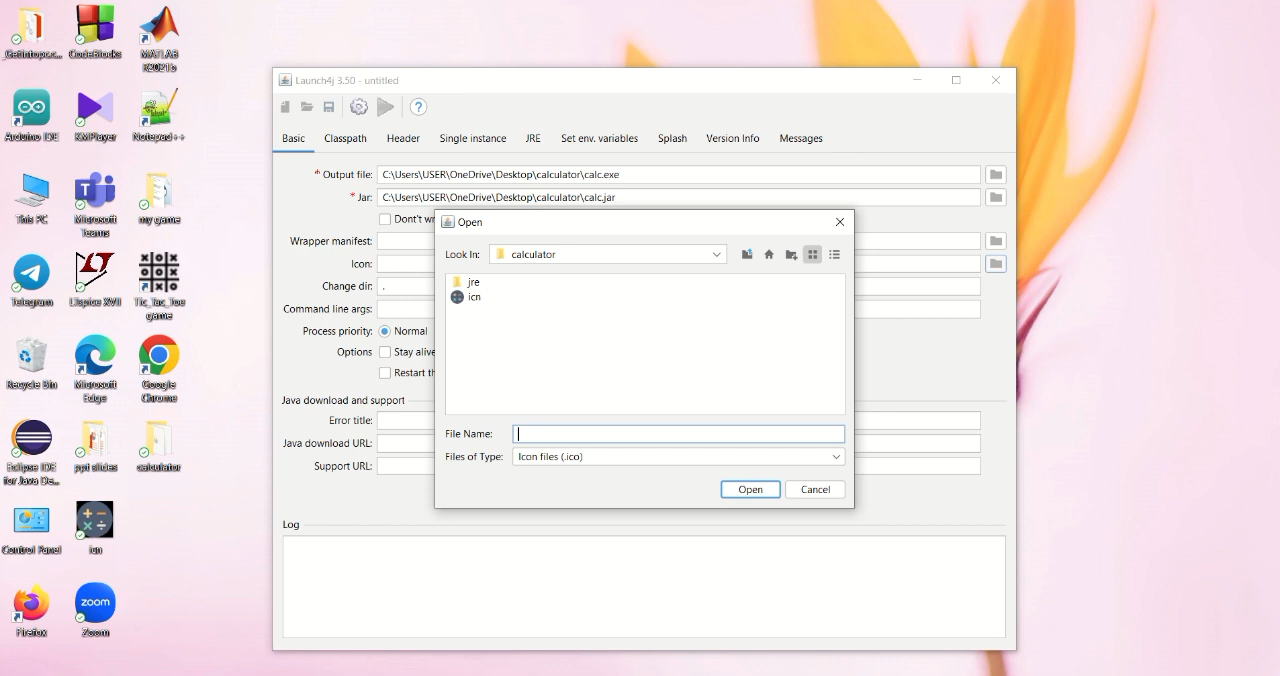 _Getintopc.c...
CodeBlocks
MATLAB
R2021b
Arduino IDE
KMPlayer
Notepad++
This PC
Microsoft
Teams
my game
Telegram
LTspice XVII
Tic_Tac_Toe
game
Recycle Bin
Microsoft
Edge
Google
Chrome
Eclipse IDE
for Java De...
ppt slides
calculator
Control Panel
icn
Firefox
zoom
Zoom
Launch4j 3.50 - untitled
Basic Classpath Header Single instance JRE Set env. variables Splash Version Info Messages
* Output file: C:\Users\USER\OneDrive\Desktop\calculator\calc.exe
* Jar: C:\Users\USER\OneDrive\Desktop\calculator\calc.jar
Don't wr
Wrapper manifest:
Icon:
Change dir: .
Command line args:
Process priority: Normal
Options Stay alive
Restart th
Java download and support
Error title:
Java download URL:
Support URL:
Log
Open
Look In: calculator
jre
icn
File Name:
Files of Type: Icon files (.ico)
Open Cancel